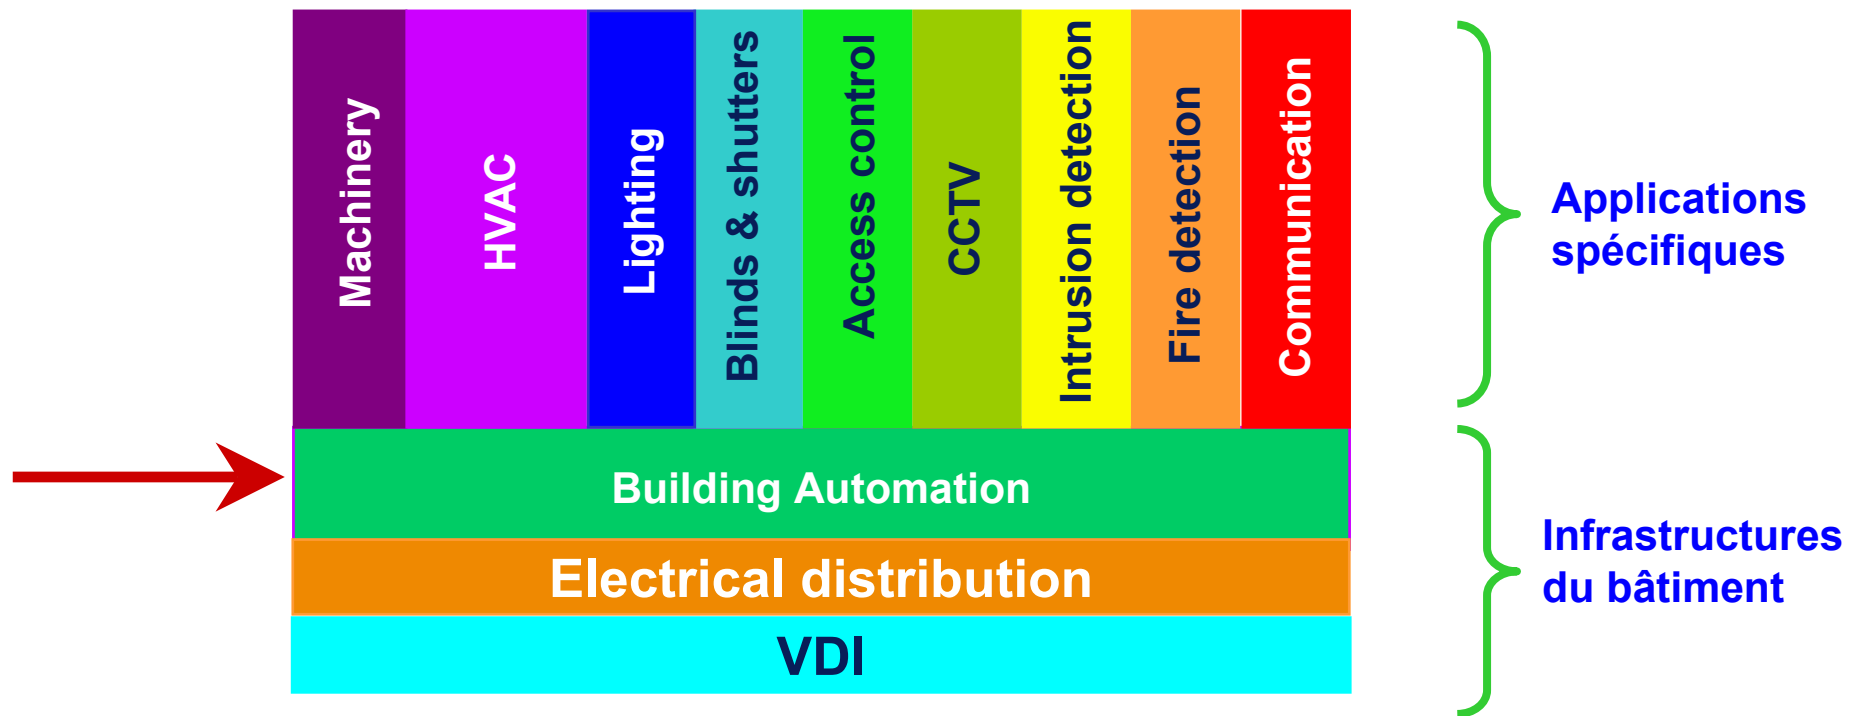 Machinery
HVAC
Lighting
Blinds & shutters
Access control
CCTV
Intrusion detection
Fire detection
Communication
Applications
spécifiques
Building Automation
Electrical distribution
VDI
Infrastructures
du bâtiment